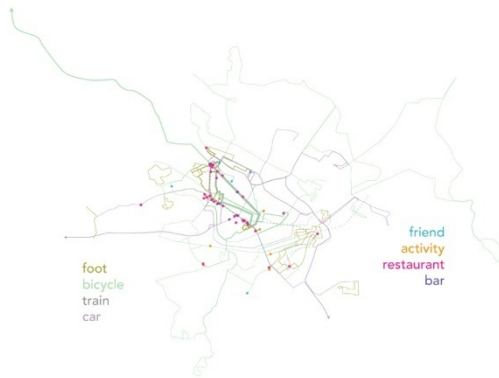 foot
bicycle
train
car
friend
activity
restaurant
bar